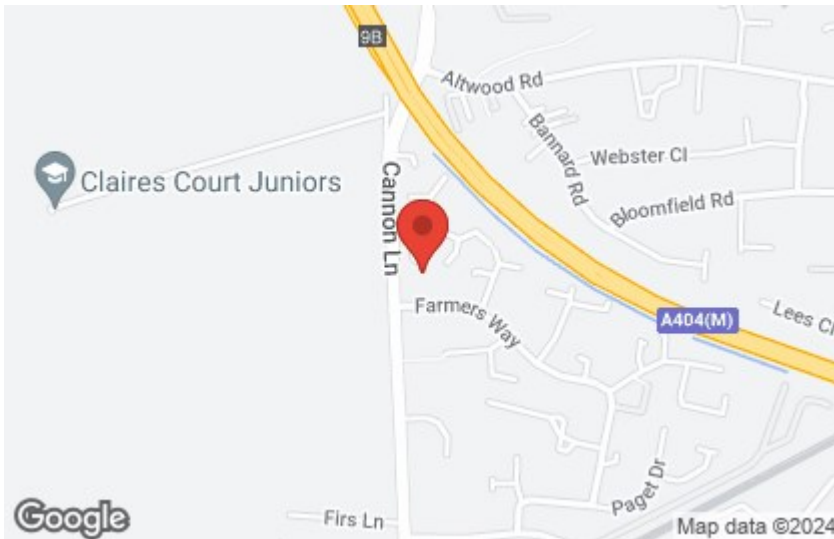 9B
Altwood Rd
Bannard Rd
Webster Cl
Claires Court Juniors
Bloomfield Rd
Cannon Ln
Farmers Way
A404(M)
Lees Cl
Paget Dr
Firs Ln
Google
Map data ©2024